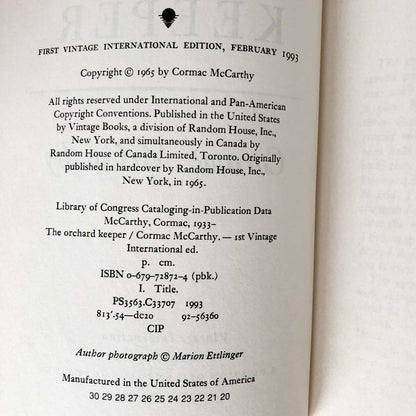 KEEPER
FIRST VINTAGE INTERNATIONAL EDITION, FEBRUARY 1993
Copyright © 1965 by Cormac McCarthy
All rights reserved under International and Pan-American
Copyright Conventions. Published in the United States
by Vintage Books, a division of Random House, Inc.,
New York, and simultaneously in Canada by
Random House of Canada Limited, Toronto. Originally
published in hardcover by Random House, Inc.,
New York, in 1965.
Library of Congress Cataloging-in-Publication Data
McCarthy, Cormac, 1933–
The orchard keeper / Cormac McCarthy. — 1st Vintage
International ed.
p. cm.
ISBN 0-679-72872-4 (pbk.)
I. Title.
PS3563.C33707 1993
813'.54—dc20 92-56360
CIP
Author photograph © Marion Ettlinger
Manufactured in the United States of America
30 29 28 27 26 25 24 23 22 21 20